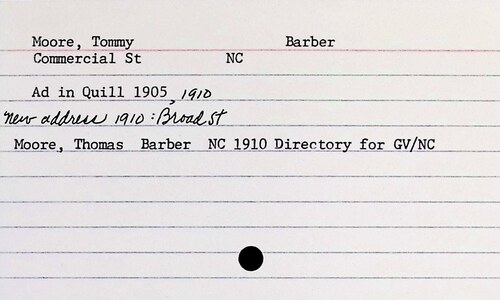 Moore, Tommy Barber
Commercial St NC
Ad in Quill 1905, 1910
New address 1910: Broad St
Moore, Thomas Barber NC 1910 Directory for GV/NC